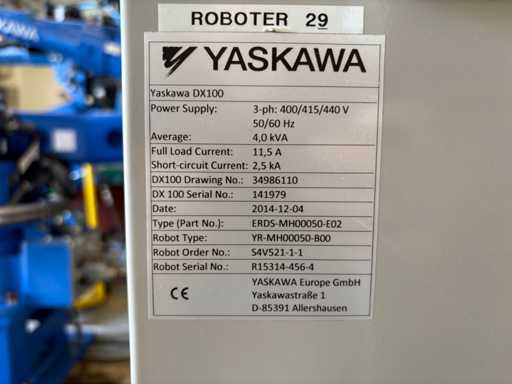 ROBOTER 29
YASKAWA
Yaskawa DX100
Power Supply: 3-ph: 400/415/440 V
50/60 Hz
Average: 4,0 kVA
Full Load Current: 11,5 A
Short-circuit Current: 2,5 kA
DX100 Drawing No.: 34986110
DX 100 Serial No.: 141979
Date: 2014-12-04
Type (Part No.): ERDS-MH00050-E02
Robot Type: YR-MH00050-B00
Robot Order No.: S4V521-1-1
Robot Serial No.: R15314-456-4
CE
YASKAWA Europe GmbH
Yaskawastraße 1
D-85391 Allershausen